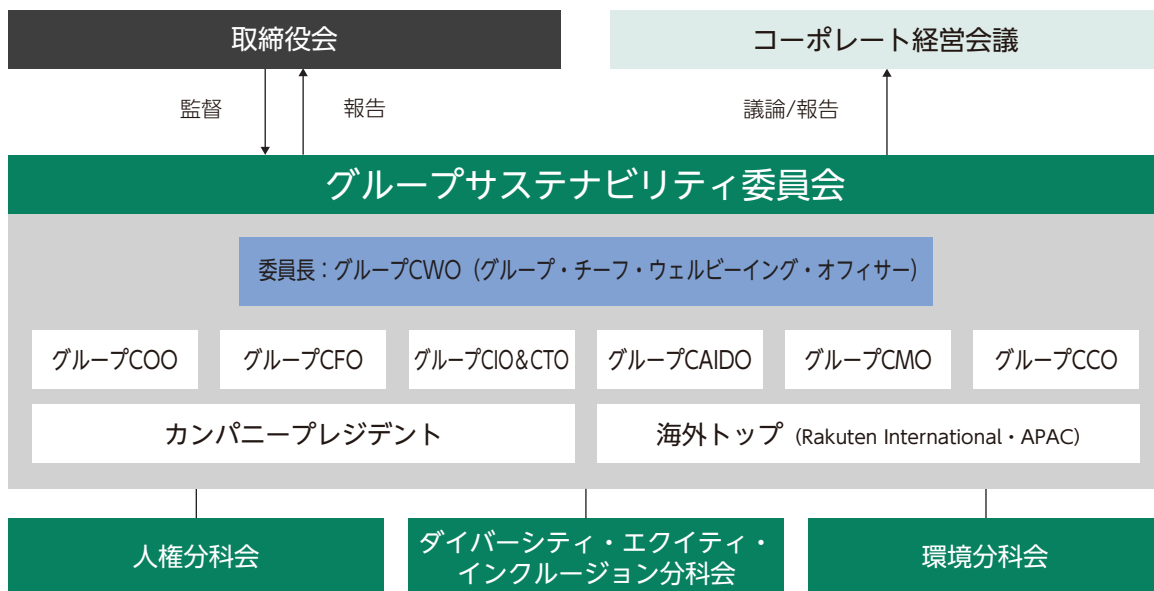 取締役会
コーポレート経営会議
監督
報告
議論/報告
グループサステナビリティ委員会
委員長:グループCWO(グループ・チーフ・ウェルビーイング・オフィサー)
グループCOO
グループCFO
グループCIO&CTO
グループCAIDO
グループCMO
グループCCO
カンパニープレジデント
海外トップ(Rakuten International・APAC)
人権分科会
ダイバーシティ・エクイティ・
インクルージョン分科会
環境分科会